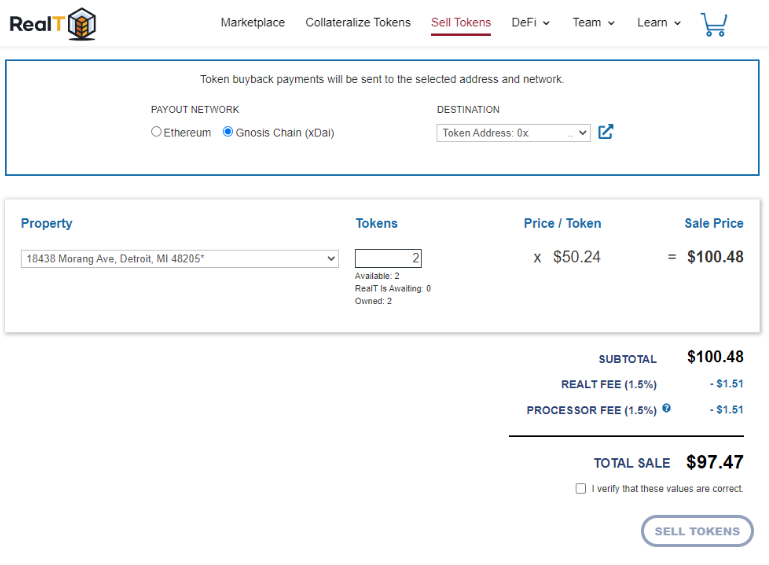 RealT
Marketplace Collateralize Tokens Sell Tokens DeFi Team Learn
Token buyback payments will be sent to the selected address and network.
PAYOUT NETWORK DESTINATION
Ethereum Gnosis Chain (xDai) Token Address: 0x ..
Property Tokens Price / Token Sale Price
18438 Morang Ave, Detroit, MI 48205* 2 x $50.24 = $100.48
Available: 2
RealT Is Awaiting: 0
Owned: 2
SUBTOTAL $100.48
REALT FEE (1.5%) - $1.51
PROCESSOR FEE (1.5%) ? - $1.51
TOTAL SALE $97.47
I verify that these values are correct.
SELL TOKENS